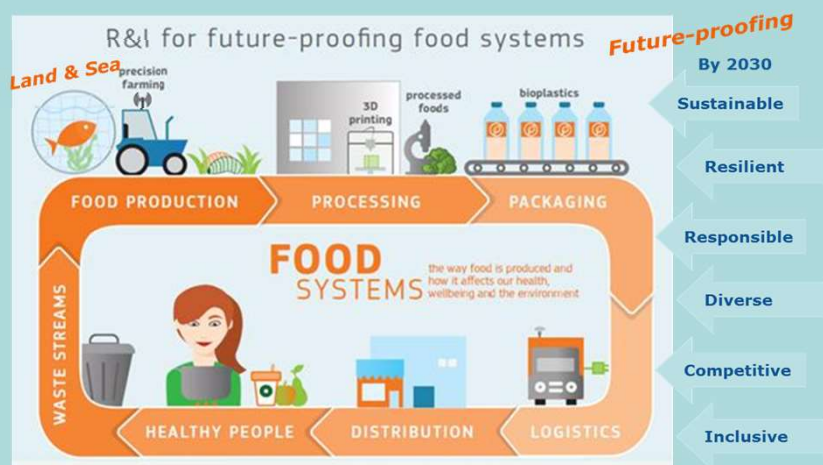 R&I for future-proofing food systems
Future-proofing
Land & Sea
By 2030
precision
farming
3D
printing
processed
foods
bioplastics
Sustainable
Resilient
FOOD PRODUCTION
PROCESSING
PACKAGING
Responsible
FOOD
SYSTEMS
the way food is produced and
how it affects our health,
wellbeing and the environment
Diverse
WASTE STREAMS
Competitive
HEALTHY PEOPLE
DISTRIBUTION
LOGISTICS
Inclusive